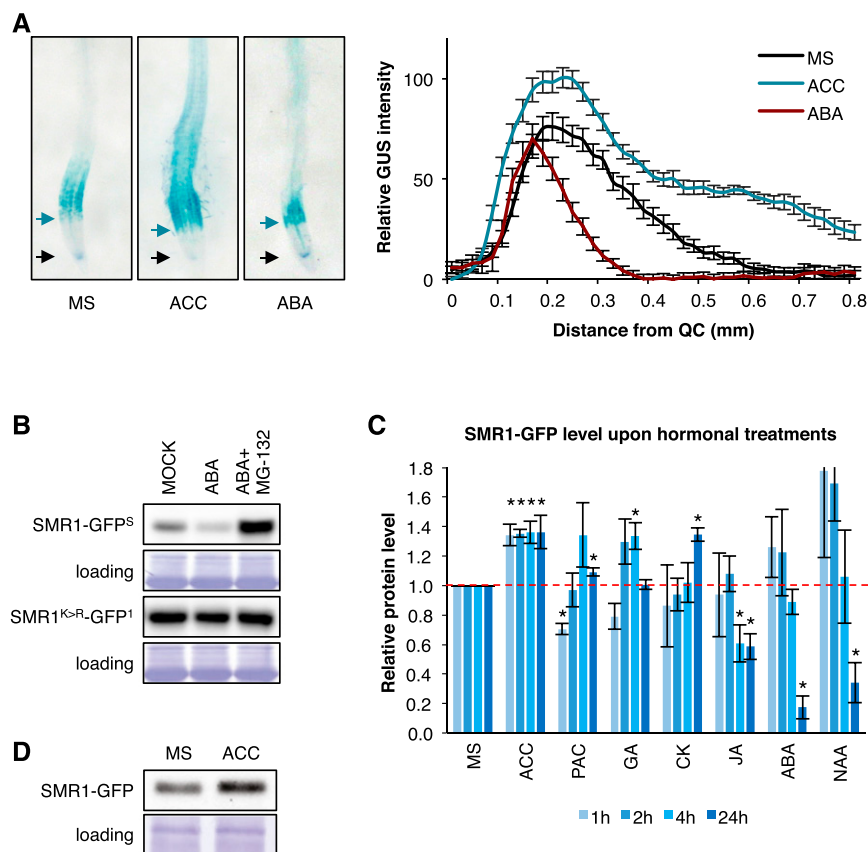 A
MS
ACC
ABA
Relative GUS intensity
100
50
0
0
0.1
0.2
0.3
0.4
0.5
0.6
0.7
0.8
Distance from QC (mm)
MS
ACC
ABA
B
MOCK
ABA
ABA+
MG-132
SMR1-GFPS
loading
SMR1K>R-GFP1
loading
C
SMR1-GFP level upon hormonal treatments
Relative protein level
1.8
1.6
1.4
1.2
1.0
0.8
0.6
0.4
0.2
0.0
****
*
*
*
*
*
*
*
*
MS
ACC
PAC
GA
CK
JA
ABA
NAA
1h
2h
4h
24h
D
MS
ACC
SMR1-GFP
loading